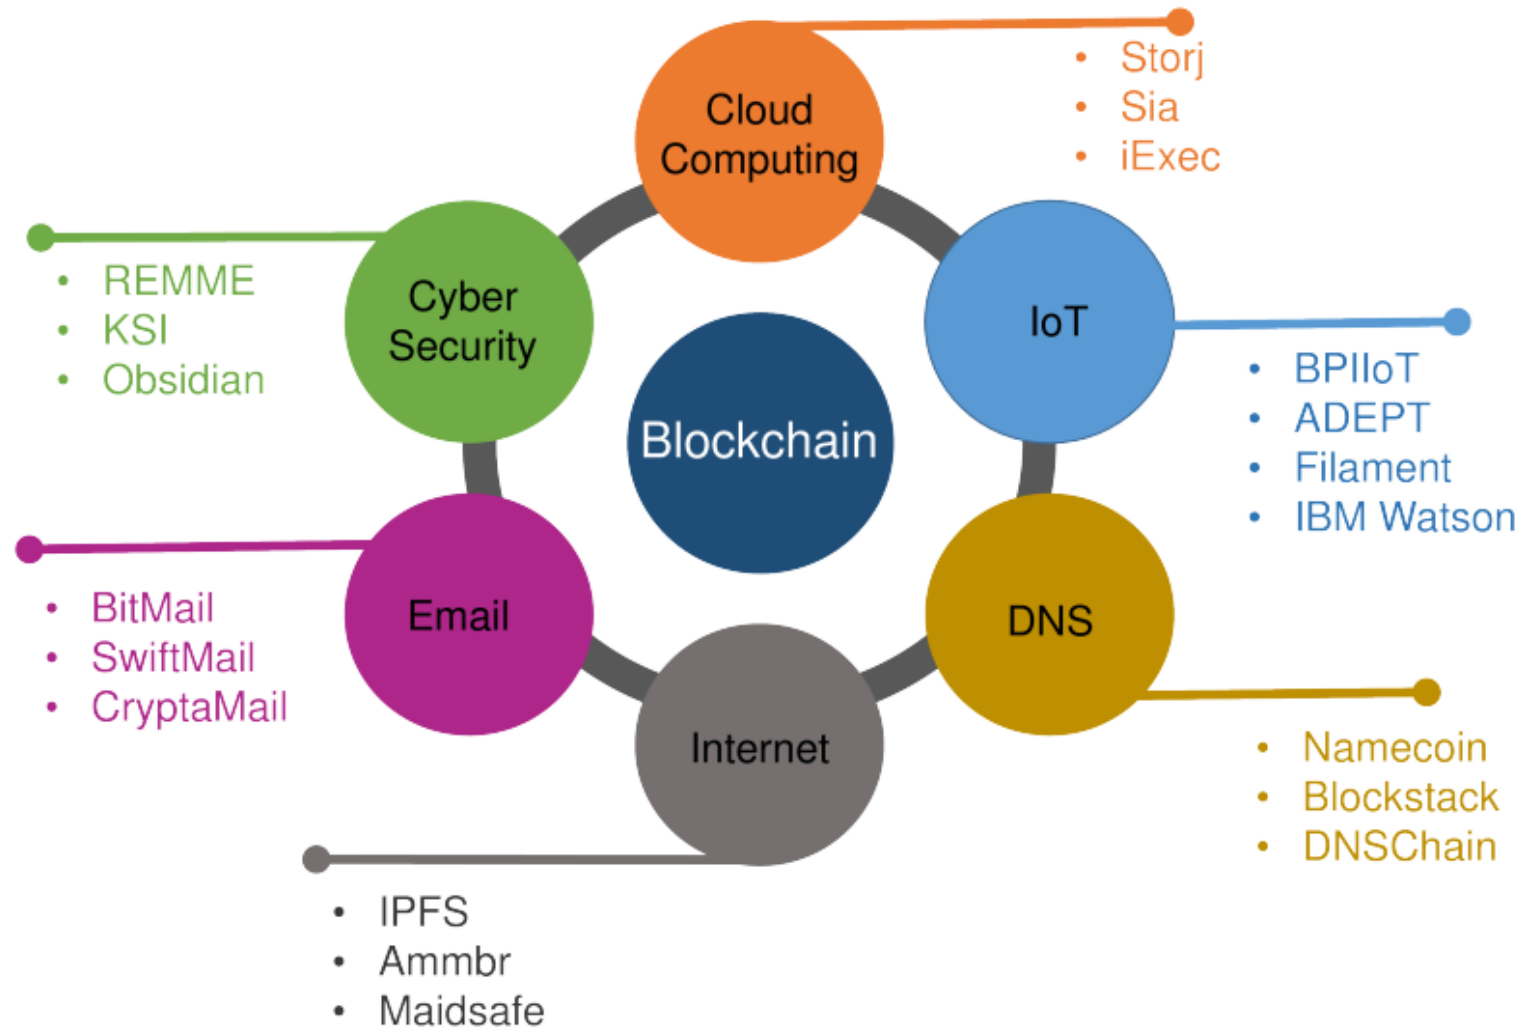 Cloud
Computing
• Storj
• Sia
• iExec
IoT
• BPIIoT
• ADEPT
• Filament
• IBM Watson
DNS
• Namecoin
• Blockstack
• DNSChain
Internet
• IPFS
• Ammbr
• Maidsafe
Email
• BitMail
• SwiftMail
• CryptaMail
Cyber
Security
• REMME
• KSI
• Obsidian
Blockchain